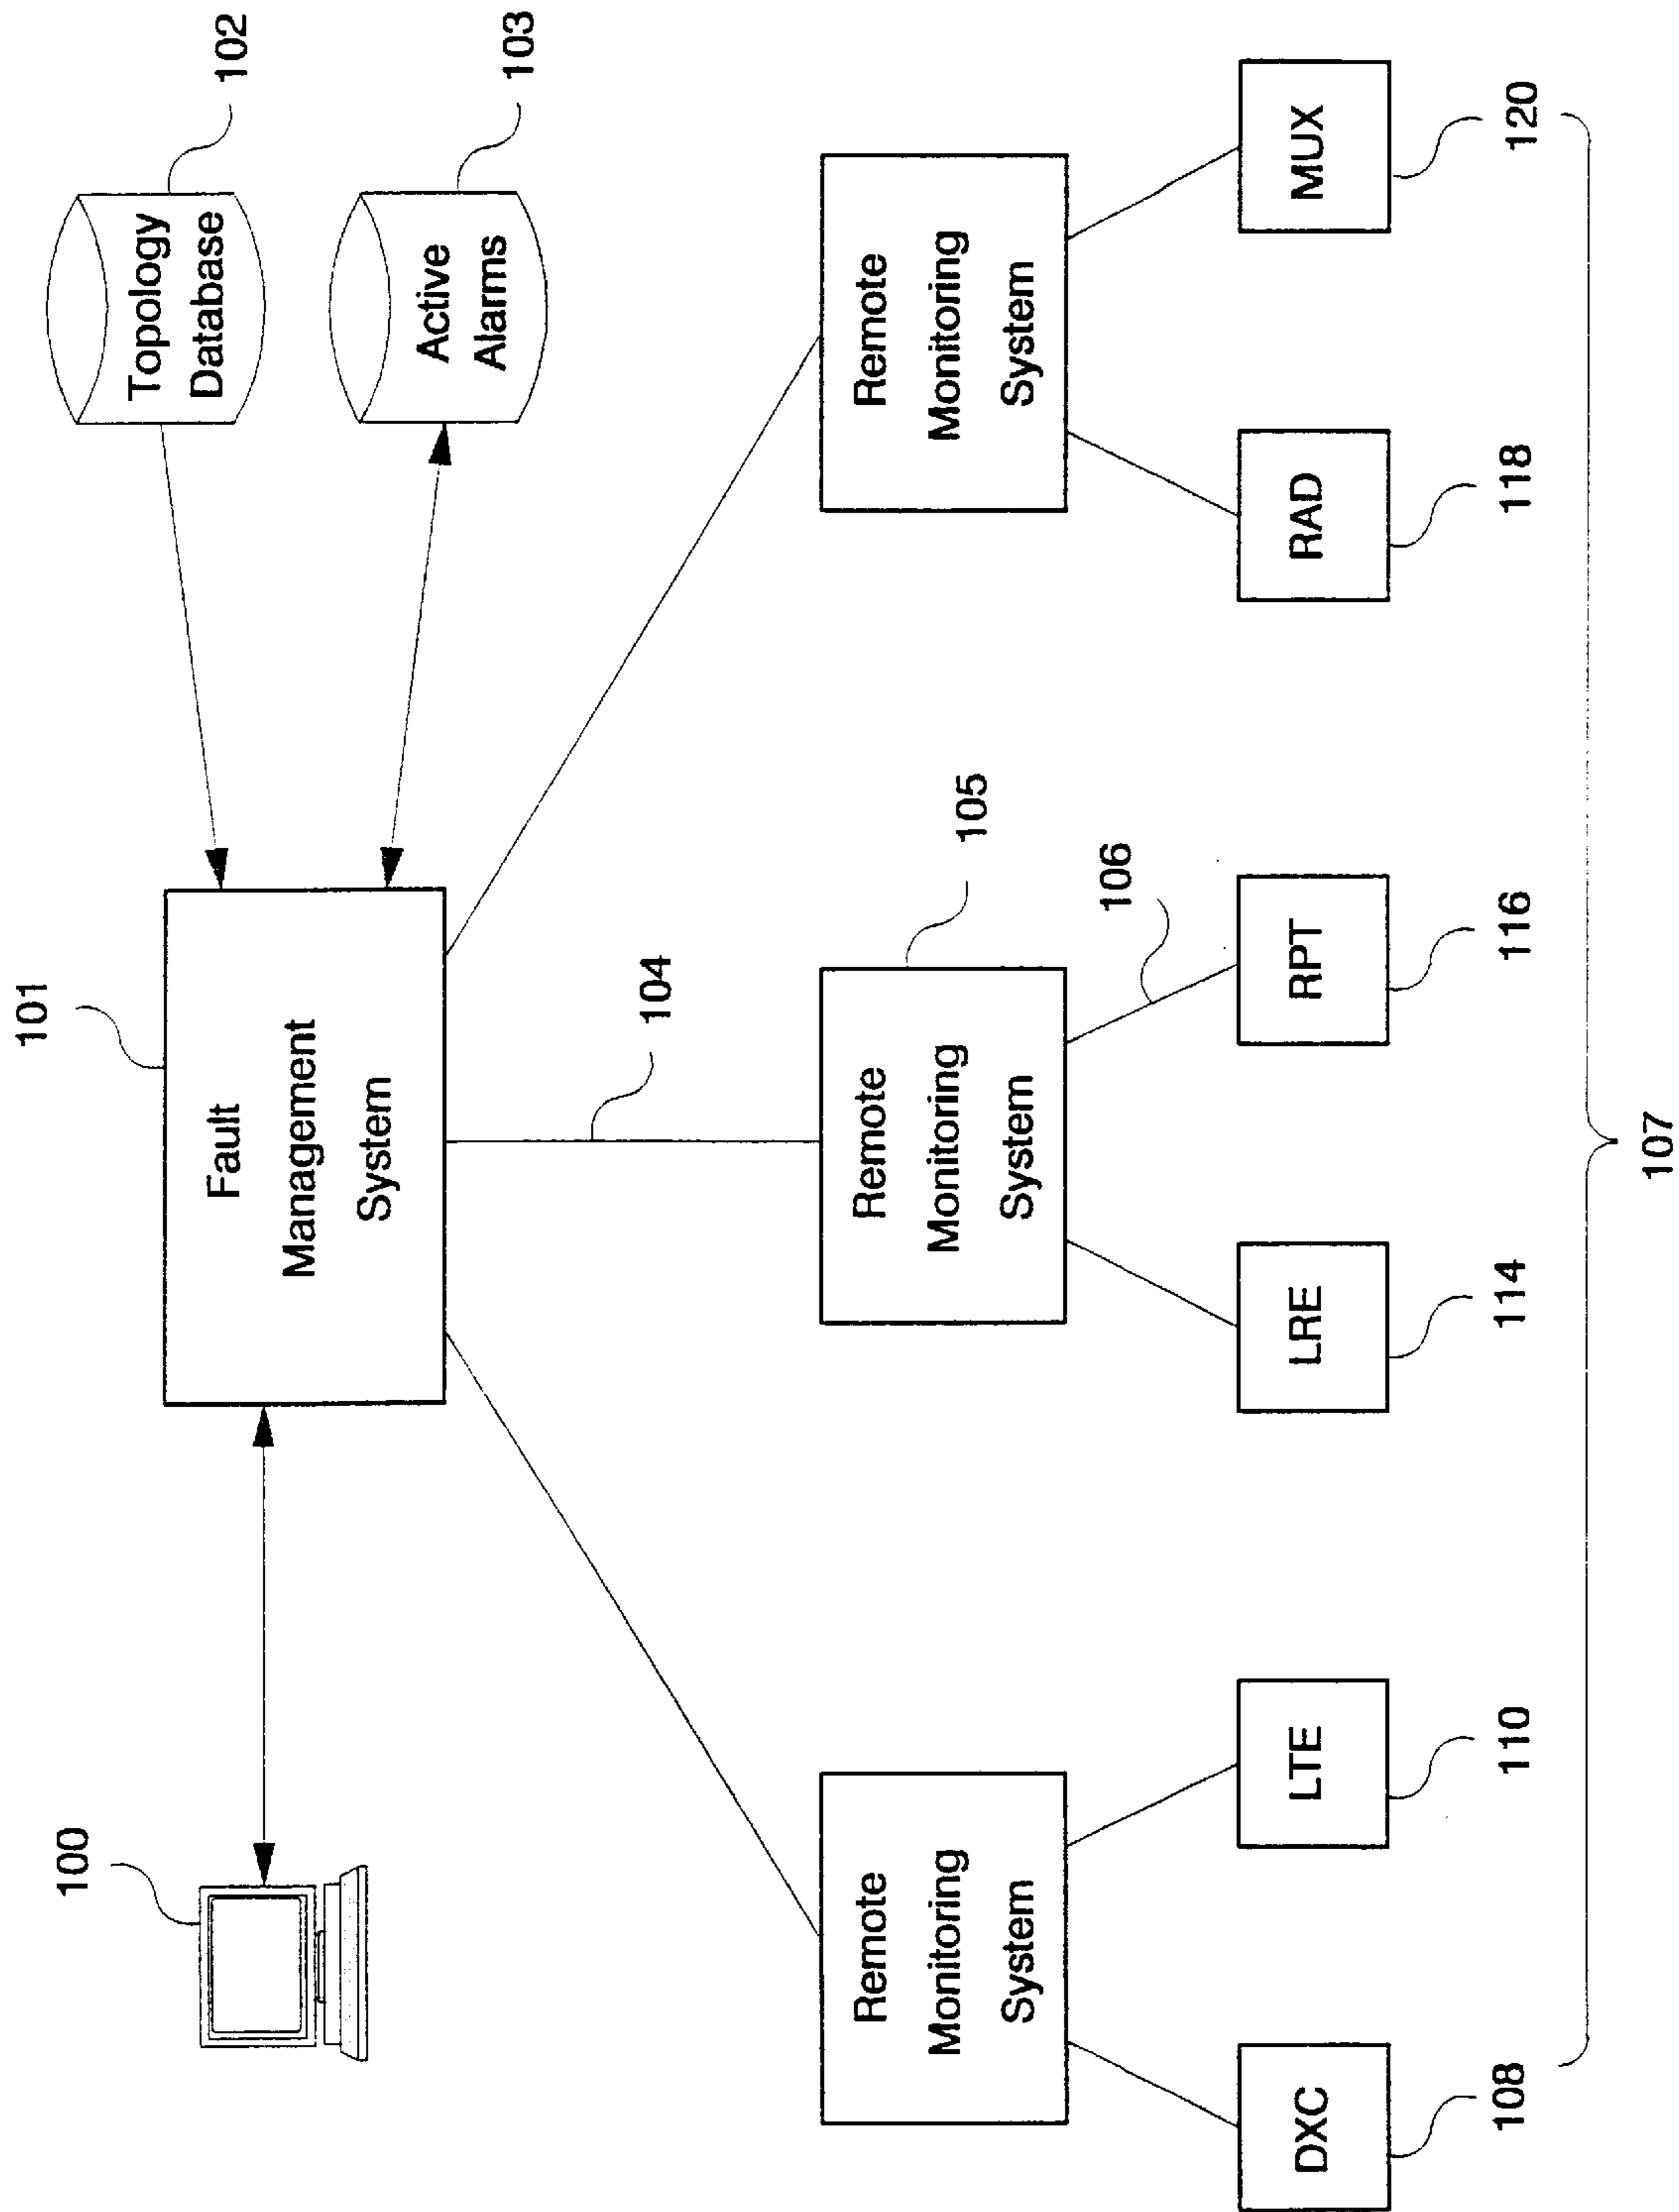 100
101
102
Topology
Database
103
Active
Alarms
Fault
Management
System
104
105
Remote
Monitoring
System
Remote
Monitoring
System
Remote
Monitoring
System
106
DXC
LTE
LRE
RPT
RAD
MUX
108
110
114
116
118
120
107